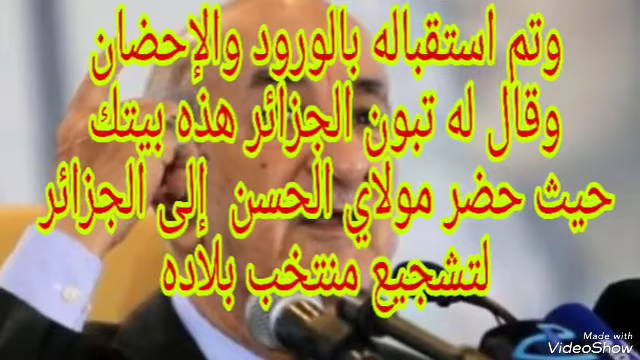 وتم استقباله بالورود والإحضان
وقال له تبون الجزائر هذه بيتك
حيث حضر مولاي الحسن إلى الجزائر
لتشجيع منتخب بلاده
Made with
VideoShow